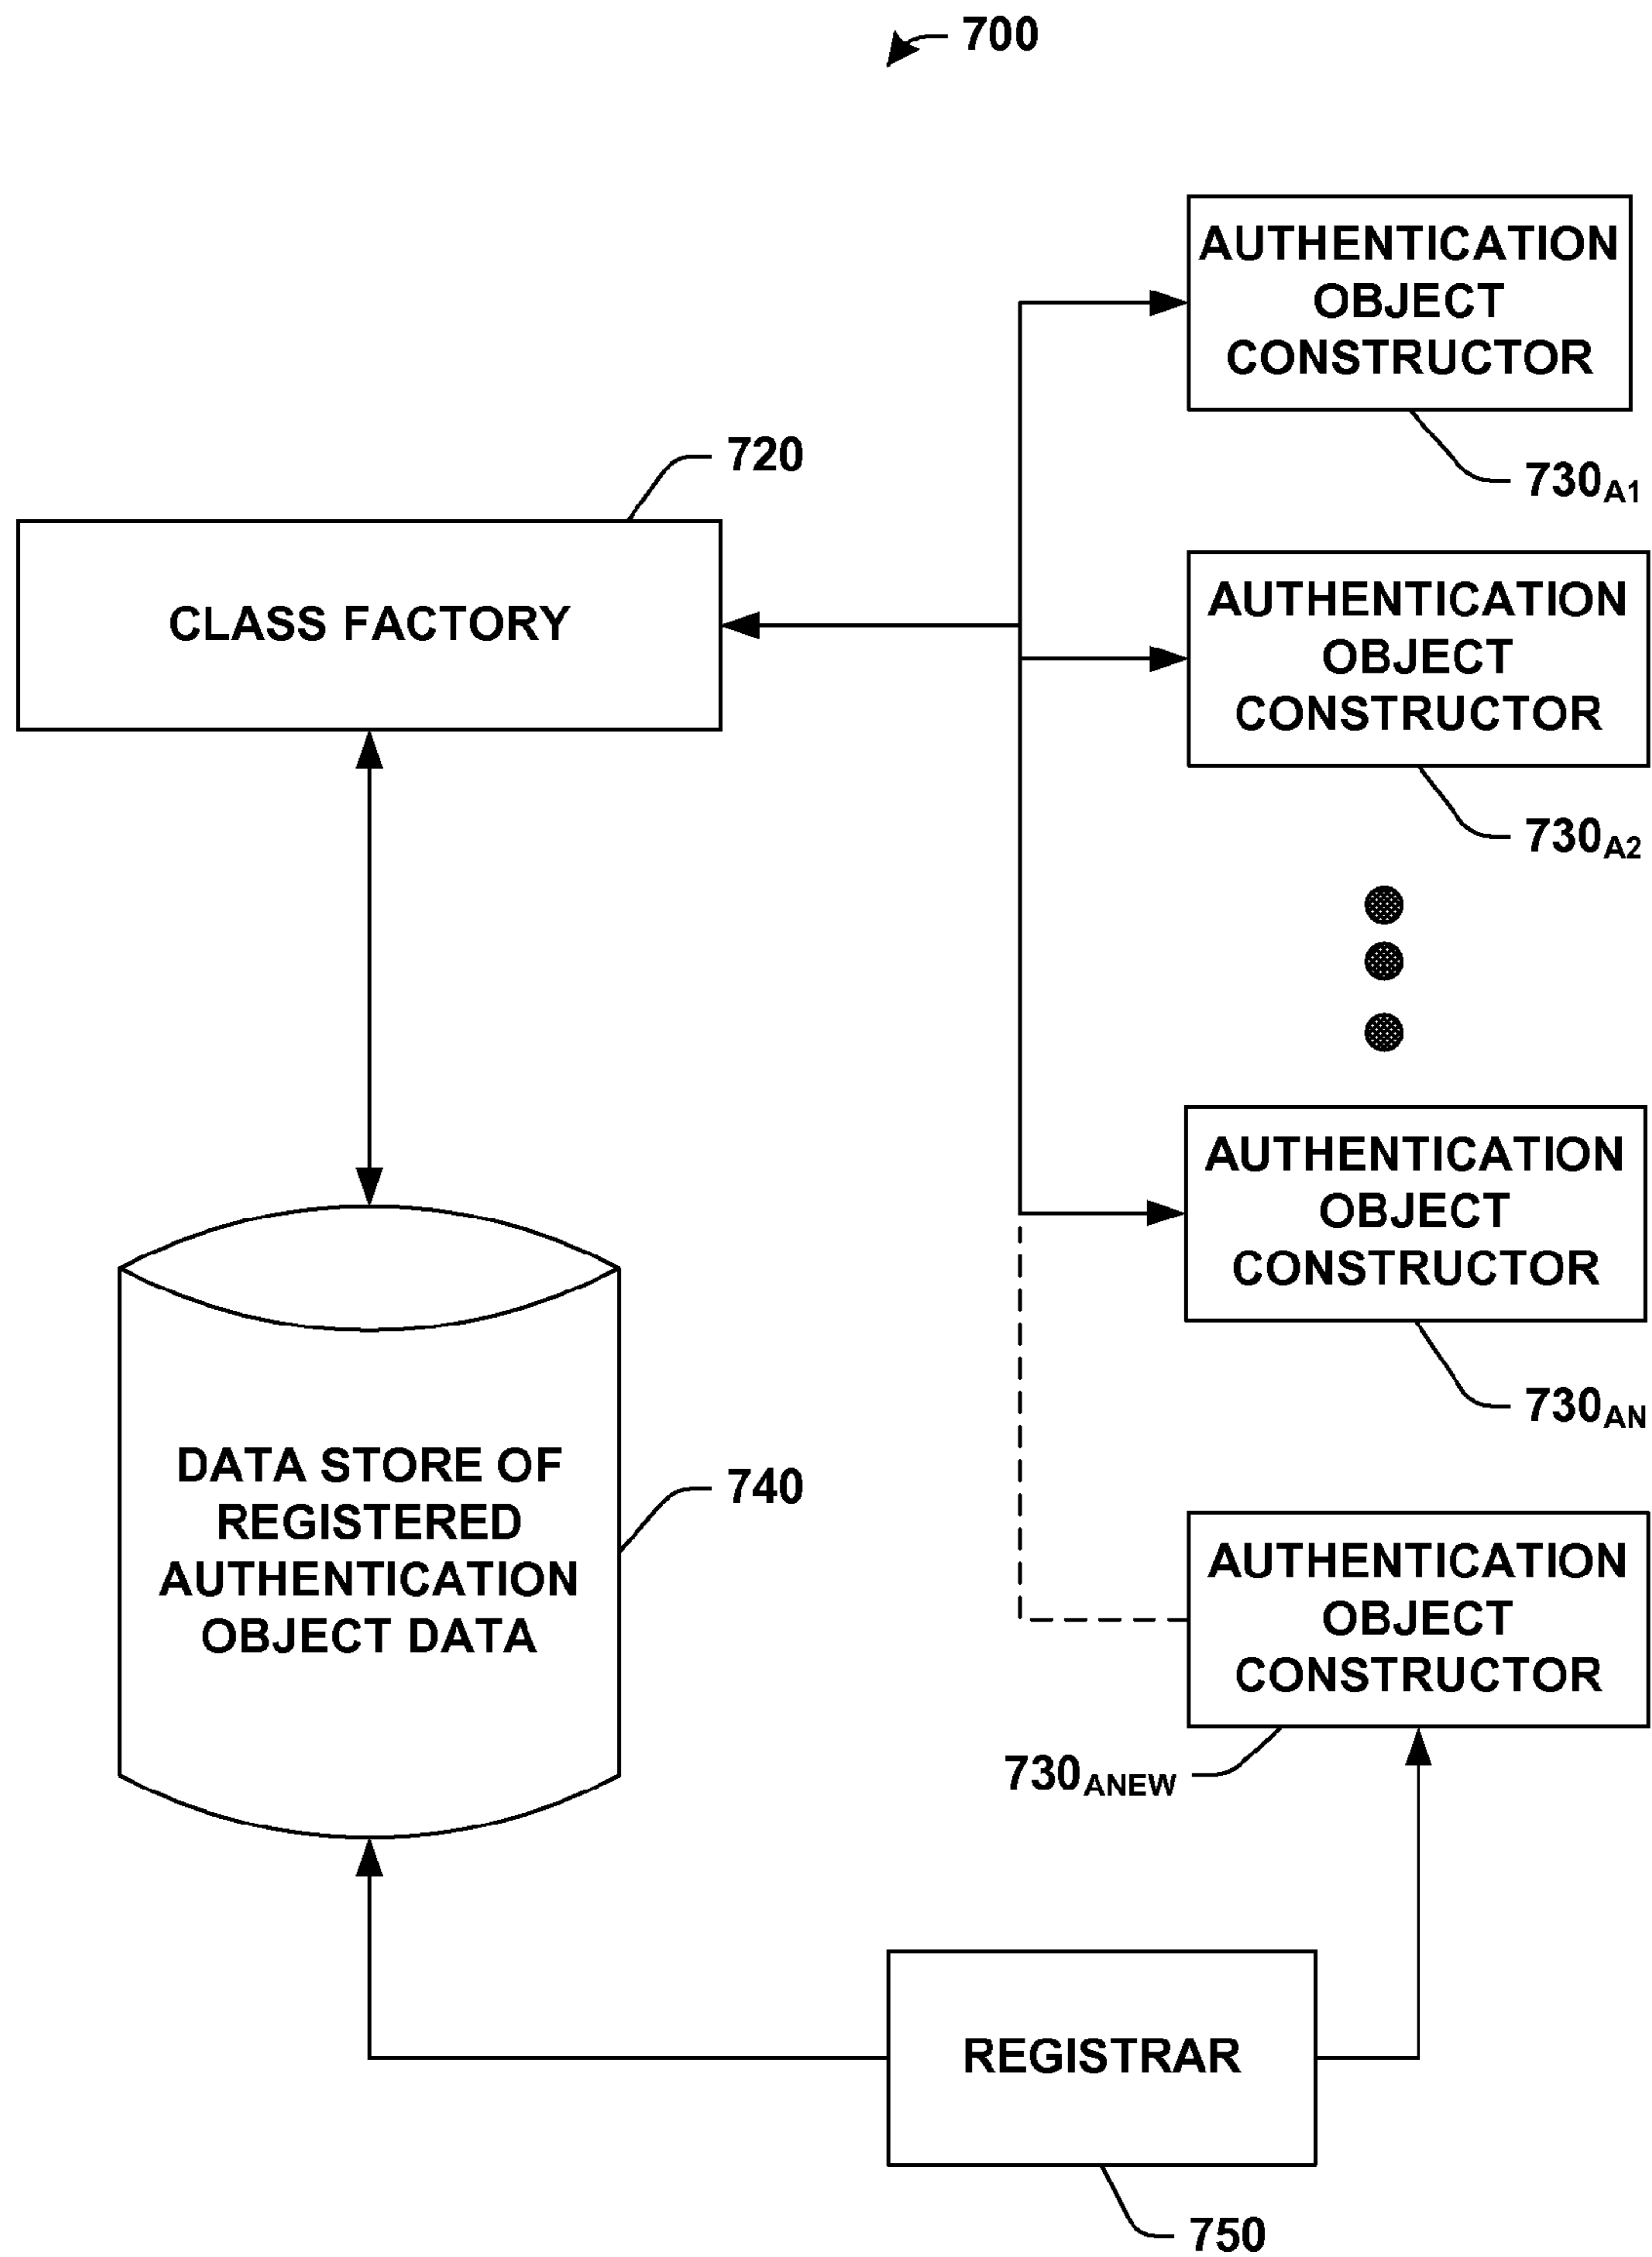 700
AUTHENTICATION
OBJECT
CONSTRUCTOR
730A1
720
CLASS FACTORY
AUTHENTICATION
OBJECT
CONSTRUCTOR
730A2
AUTHENTICATION
OBJECT
CONSTRUCTOR
730AN
DATA STORE OF
REGISTERED
AUTHENTICATION
OBJECT DATA
740
AUTHENTICATION
OBJECT
CONSTRUCTOR
730ANEW
REGISTRAR
750